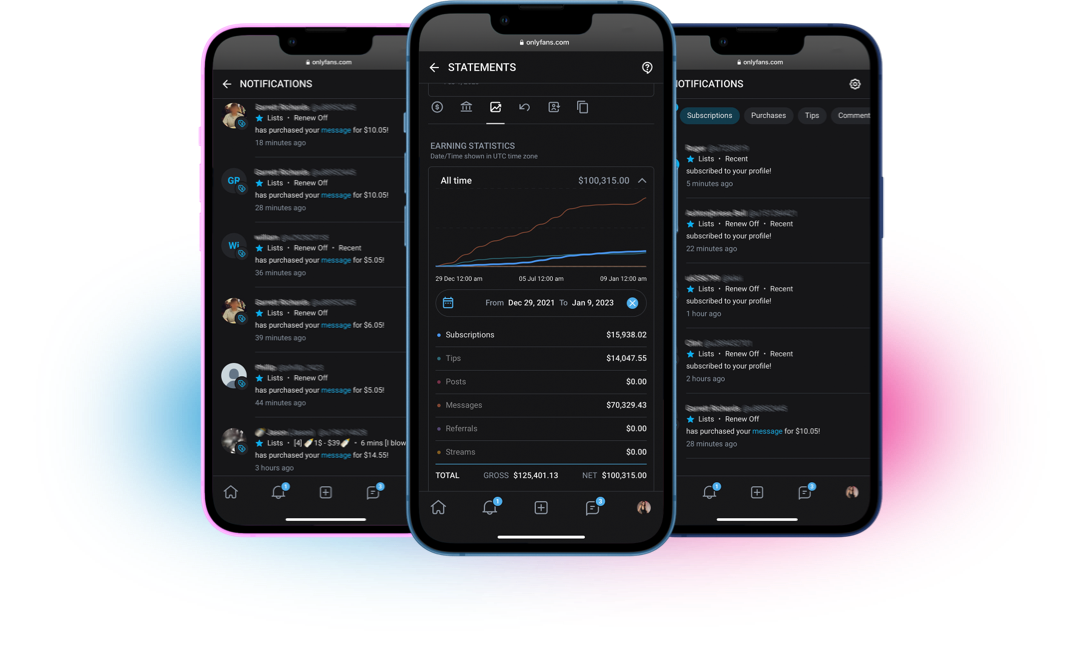 onlyfans.com
NOTIFICATIONS
Lists • Renew Off
has purchased your message for $10.05!
18 minutes ago
GP
Lists • Renew Off
has purchased your message for $10.05!
28 minutes ago
Wi
Lists • Renew Off • Recent
has purchased your message for $5.05!
36 minutes ago
Lists • Renew Off
has purchased your message for $6.05!
39 minutes ago
Lists • Renew Off
has purchased your message for $5.05!
44 minutes ago
Lists • [4] 1$ - $39 - 6 mins [I blow
has purchased your message for $14.55!
3 hours ago
1
3
onlyfans.com
STATEMENTS
EARNING STATISTICS
Date/Time shown in UTC time zone
All time $100,315.00
29 Dec 12:00 am 05 Jul 12:00 am 09 Jan 12:00 am
From Dec 29, 2021 To Jan 9, 2023
Subscriptions $15,938.02
Tips $14,047.55
Posts $0.00
Messages $70,329.43
Referrals $0.00
Streams $0.00
TOTAL GROSS $125,401.13 NET $100,315.00
1
3
onlyfans.com
NOTIFICATIONS
Subscriptions Purchases Tips Comment
Lists • Recent
subscribed to your profile!
5 minutes ago
Lists • Renew Off • Recent
subscribed to your profile!
22 minutes ago
Lists • Renew Off • Recent
subscribed to your profile!
1 hour ago
Lists • Renew Off • Recent
subscribed to your profile!
2 hours ago
Lists • Renew Off
has purchased your message for $10.05!
28 minutes ago
1
3